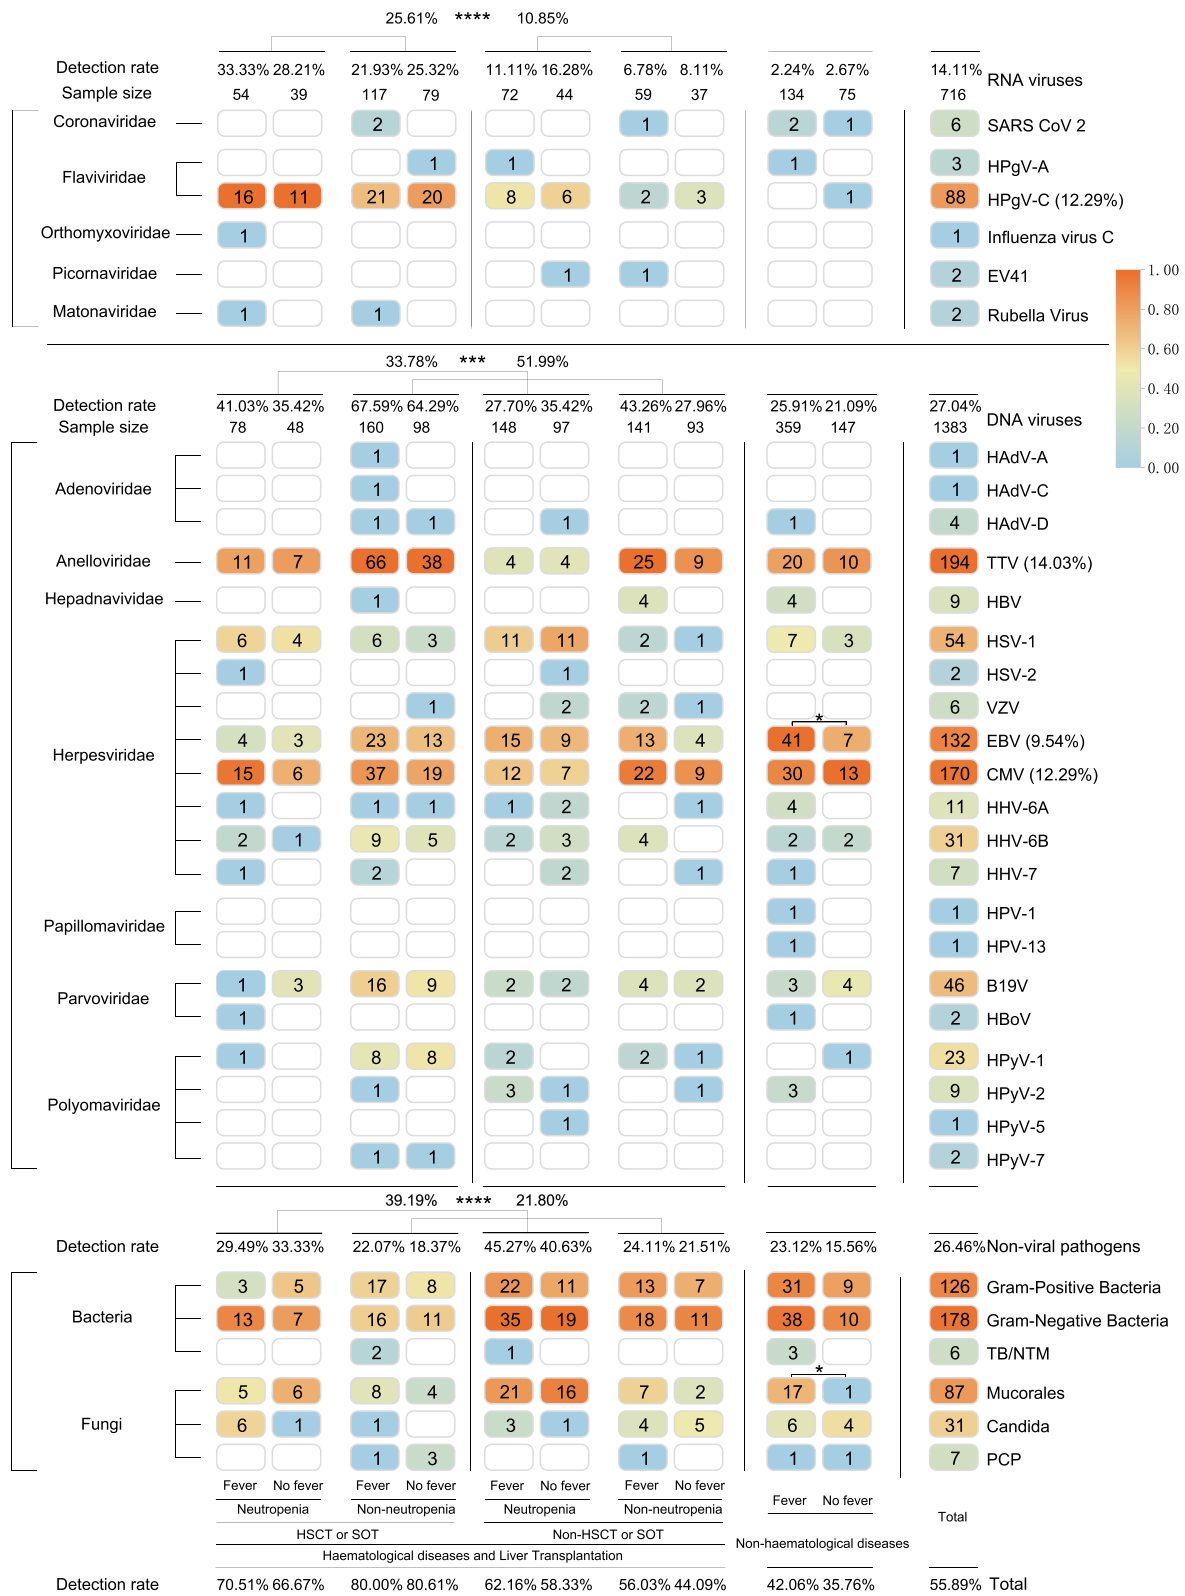 25.61% **** 10.85%
Detection rate 33.33% 28.21% 21.93% 25.32% 11.11% 16.28% 6.78% 8.11% 2.24% 2.67% 14.11% RNA viruses
Sample size 54 39 117 79 72 44 59 37 134 75 716
Coronaviridae 2 1 2 1 6 SARS CoV 2
1 1 1 3 HPgV-A
Flaviviridae
16 11 21 20 8 6 2 3 1 88 HPgV-C (12.29%)
Orthomyxoviridae 1 1 Influenza virus C
Picornaviridae 1 1 2 EV41
Matonaviridae 1 1 2 Rubella Virus
1.00
0.80
0.60
0.40
0.20
0.00
33.78% *** 51.99%
Detection rate 41.03% 35.42% 67.59% 64.29% 27.70% 35.42% 43.26% 27.96% 25.91% 21.09% 27.04% DNA viruses
Sample size 78 48 160 98 148 97 141 93 359 147 1383
1 1 HAdV-A
Adenoviridae 1 1 HAdV-C
1 1 1 1 4 HAdV-D
Anelloviridae 11 7 66 38 4 4 25 9 20 10 194 TTV (14.03%)
Hepadnavividae 1 4 4 9 HBV
6 4 6 3 11 11 2 1 7 3 54 HSV-1
1 1 2 HSV-2
1 2 2 1 6 VZV
*
4 3 23 13 15 9 13 4 41 7 132 EBV (9.54%)
Herpesviridae
15 6 37 19 12 7 22 9 30 13 170 CMV (12.29%)
1 1 1 1 2 1 4 11 HHV-6A
2 1 9 5 2 3 4 2 2 31 HHV-6B
1 2 2 1 1 7 HHV-7
1 1 HPV-1
Papillomaviridae
1 1 HPV-13
1 3 16 9 2 2 4 2 3 4 46 B19V
Parvoviridae
1 1 2 HBoV
1 8 8 2 2 1 1 23 HPyV-1
1 3 1 1 3 9 HPyV-2
Polyomaviridae
1 1 HPyV-5
1 1 2 HPyV-7
39.19% **** 21.80%
Detection rate 29.49% 33.33% 22.07% 18.37% 45.27% 40.63% 24.11% 21.51% 23.12% 15.56% 26.46% Non-viral pathogens
3 5 17 8 22 11 13 7 31 9 126 Gram-Positive Bacteria
Bacteria 13 7 16 11 35 19 18 11 38 10 178 Gram-Negative Bacteria
2 1 3 6 TB/NTM
*
5 6 8 4 21 16 7 2 17 1 87 Mucorales
Fungi 6 1 1 3 1 4 5 6 4 31 Candida
1 3 1 1 1 7 PCP
Fever No fever Fever No fever Fever No fever Fever No fever Fever No fever
Neutropenia Non-neutropenia Neutropenia Non-neutropenia
Total
HSCT or SOT Non-HSCT or SOT
Non-haematological diseases
Haematological diseases and Liver Transplantation
Detection rate 70.51% 66.67% 80.00% 80.61% 62.16% 58.33% 56.03% 44.09% 42.06% 35.76% 55.89% Total